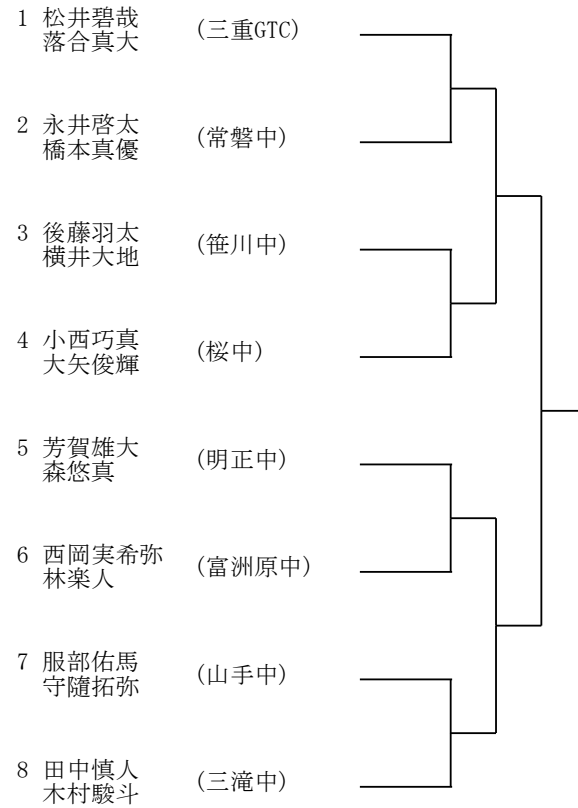 1 松井碧哉
落合真大
(三重GTC)
2 永井啓太
橋本真優
(常磐中)
3 後藤羽太
横井大地
(笹川中)
4 小西巧真
大矢俊輝
(桜中)
5 芳賀雄大
森悠真
(明正中)
6 西岡実希弥
林楽人
(富洲原中)
7 服部佑馬
守隨拓弥
(山手中)
8 田中慎人
木村駿斗
(三滝中)